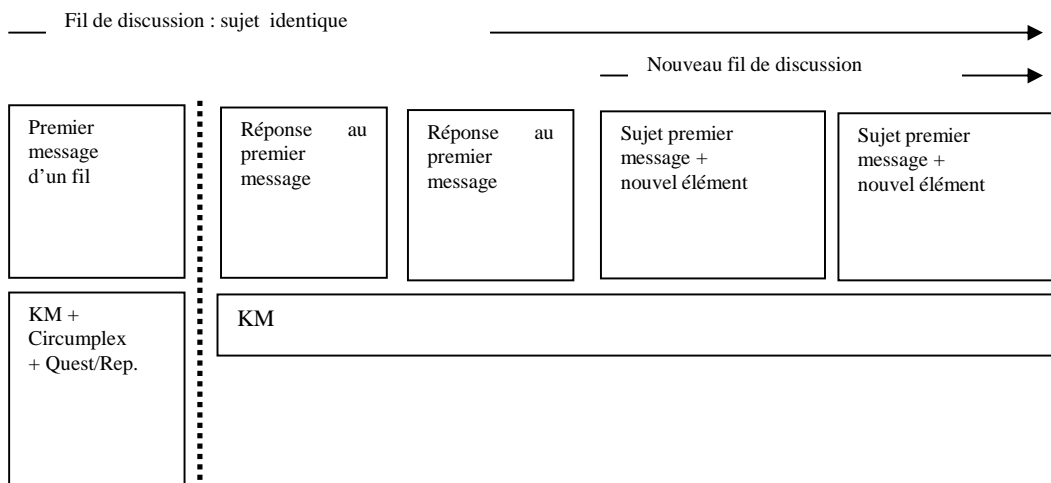 Fil de discussion : sujet identique
Nouveau fil de discussion
Premier
message
d'un fil
Réponse au
premier
message
Réponse au
premier
message
Sujet premier
message +
nouvel élément
Sujet premier
message +
nouvel élément
KM +
Circumplex
+ Quest/Rep.
KM